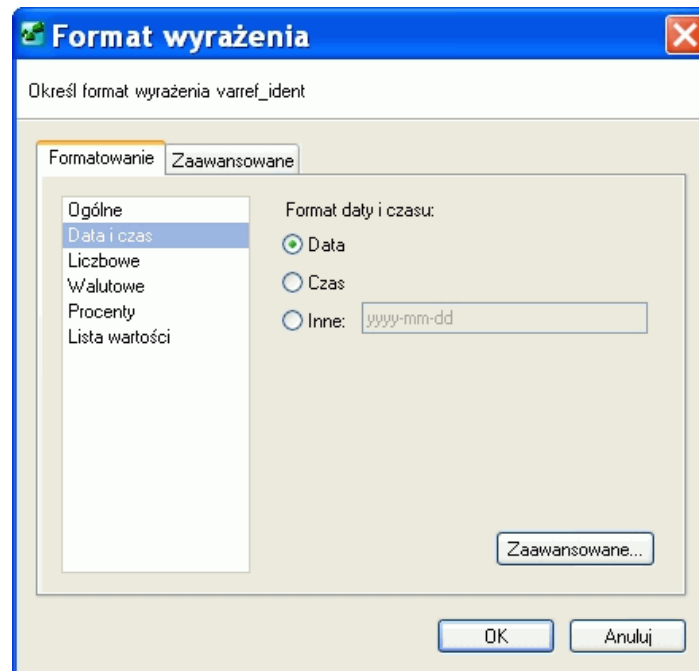 Format wyrażenia
Określ format wyrażenia varref_ident
Formatowanie Zaawansowane
Ogólne
Data i czas
Liczbowe
Walutowe
Procenty
Lista wartości
Format daty i czasu:
Data
Czas
Inne: yyyy-mm-dd
Zaawansowane...
OK Anuluj